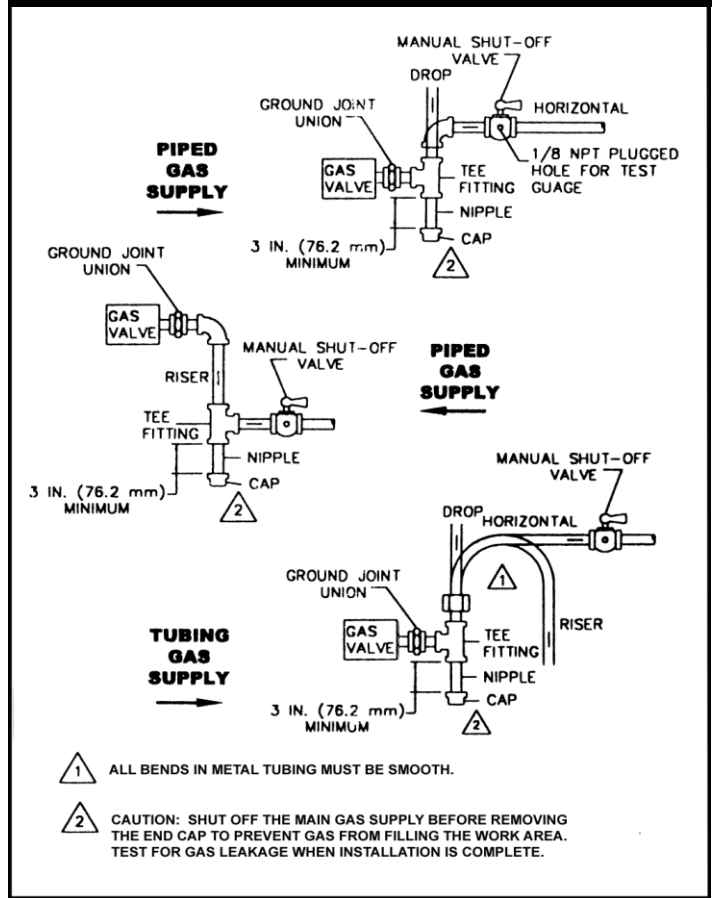 MANUAL SHUT-OFF
VALVE
DROP
GROUND JOINT
UNION
HORIZONTAL
PIPED
GAS
SUPPLY
GAS
VALVE
TEE
FITTING
1/8 NPT PLUGGED
HOLE FOR TEST
GUAGE
NIPPLE
3 IN. (76.2 mm)
MINIMUM
CAP
2
GROUND JOINT
UNION
GAS
VALVE
MANUAL SHUT-OFF
VALVE
PIPED
GAS
SUPPLY
RISER
TEE
FITTING
NIPPLE
3 IN. (76.2 mm)
MINIMUM
CAP
2
MANUAL SHUT-OFF
VALVE
DROP
HORIZONTAL
1
GROUND JOINT
UNION
RISER
TUBING
GAS
SUPPLY
GAS
VALVE
TEE
FITTING
NIPPLE
3 IN. (76.2 mm)
MINIMUM
CAP
2
1 ALL BENDS IN METAL TUBING MUST BE SMOOTH.
2 CAUTION: SHUT OFF THE MAIN GAS SUPPLY BEFORE REMOVING
THE END CAP TO PREVENT GAS FROM FILLING THE WORK AREA.
TEST FOR GAS LEAKAGE WHEN INSTALLATION IS COMPLETE.